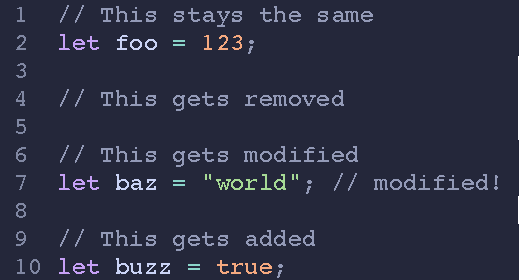 1 // This stays the same
2 let foo = 123;
3
4 // This gets removed
5
6 // This gets modified
7 let baz = "world"; // modified!
8
9 // This gets added
10 let buzz = true;